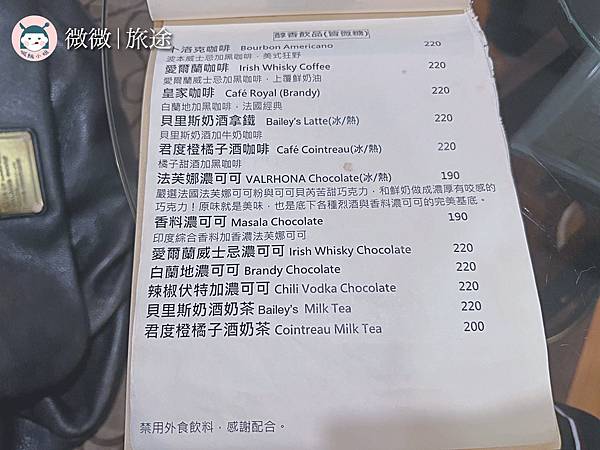 微微|旅途
醇香飲品(皆微糖)
卡洛克咖啡 Bourbon Americano 220
波本威士忌加黑咖啡，美式狂野
愛爾蘭咖啡 Irish Whisky Coffee 220
愛爾蘭威士忌加黑咖啡，上覆鮮奶油
皇家咖啡 Café Royal (Brandy) 220
白蘭地加黑咖啡，法國經典
貝里斯奶酒拿鐵 Bailey's Latte(冰/熱) 220
貝里斯奶酒加牛奶咖啡
君度橙橘子酒咖啡 Café Cointreau(冰/熱) 220
橘子甜酒加黑咖啡
法芙娜濃可可 VALRHONA Chocolate(冰/熱) 190
嚴選法國法芙娜可可粉與可可貝芮苦甜巧克力，和鮮奶做成濃厚有咬感的
巧克力！原味就是美味，也是底下各種烈酒與香料濃可可的完美基底。
香料濃可可 Masala Chocolate 190
印度綜合香料加香濃法芙娜可可
愛爾蘭威士忌濃可可 Irish Whisky Chocolate 220
白蘭地濃可可 Brandy Chocolate 220
辣椒伏特加濃可可 Chili Vodka Chocolate 220
貝里斯奶酒奶茶 Bailey's Milk Tea 220
君度橙橘子酒奶茶 Cointreau Milk Tea 200
禁用外食飲料，感謝配合。